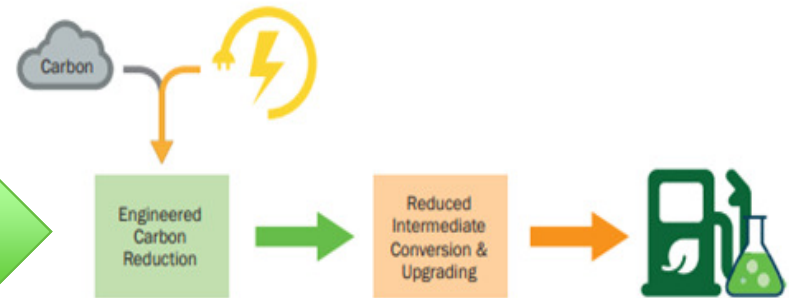 Carbon
Engineered
Carbon
Reduction
Reduced
Intermediate
Conversion &
Upgrading